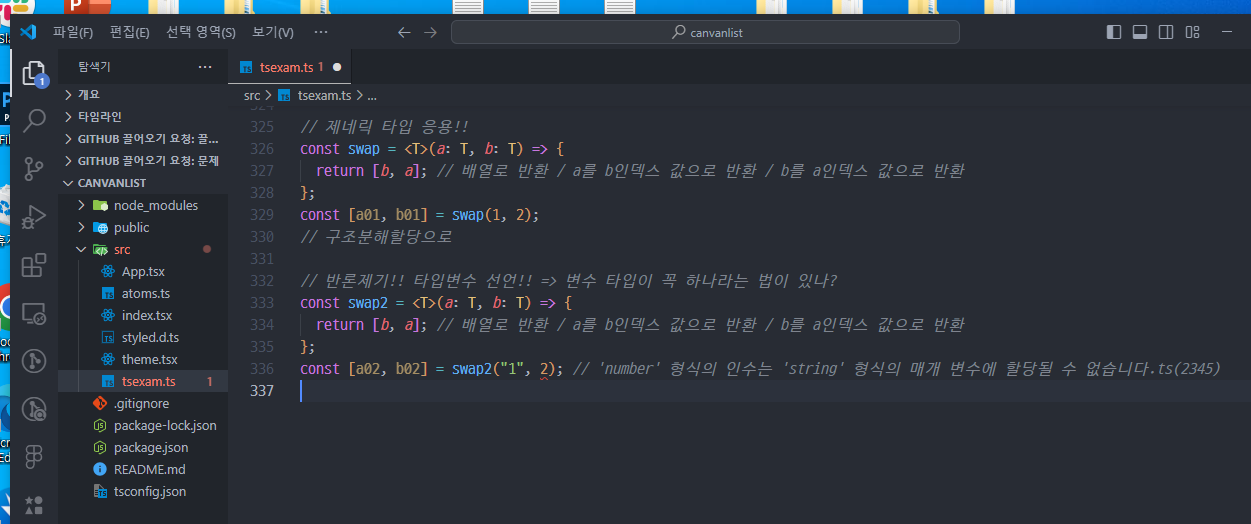 파일(F) 편집(E) 선택 영역(S) 보기(V) ··· canvanlist
탐색기 ···
tsexam.ts 1
1
개요
src > tsexam.ts > ...
타임라인
GITHUB 끌어오기 요청: 끌...
GITHUB 끌어오기 요청: 문제
CANVANLIST
node_modules
public
src
App.tsx
atoms.ts
index.tsx
styled.d.ts
theme.tsx
tsexam.ts 1
.gitignore
package-lock.json
package.json
README.md
tsconfig.json
324
325 // 제네릭 타입 응용!!
326 const swap = <T>(a: T, b: T) => {
327 return [b, a]; // 배열로 반환 / a를 b인덱스 값으로 반환 / b를 a인덱스 값으로 반환
328 };
329 const [a01, b01] = swap(1, 2);
330 // 구조분해할당으로
331
332 // 반론제기!! 타입변수 선언!! => 변수 타입이 꼭 하나라는 법이 있나?
333 const swap2 = <T>(a: T, b: T) => {
334 return [b, a]; // 배열로 반환 / a를 b인덱스 값으로 반환 / b를 a인덱스 값으로 반환
335 };
336 const [a02, b02] = swap2("1", 2); // 'number' 형식의 인수는 'string' 형식의 매개 변수에 할당될 수 없습니다.ts(2345)
337